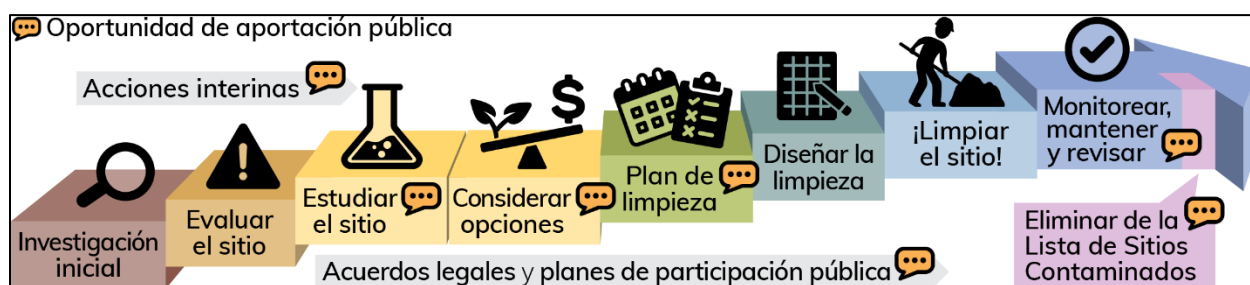 Oportunidad de aportación pública
Acciones interinas
Investigación
inicial
Evaluar
el sitio
Estudiar
el sitio
Considerar
opciones
$
Plan de
limpieza
Diseñar la
limpieza
¡Limpiar
el sitio!
Monitorear,
mantener
y revisar
Eliminar de la
Lista de Sitios
Contaminados
Acuerdos legales y planes de participación pública